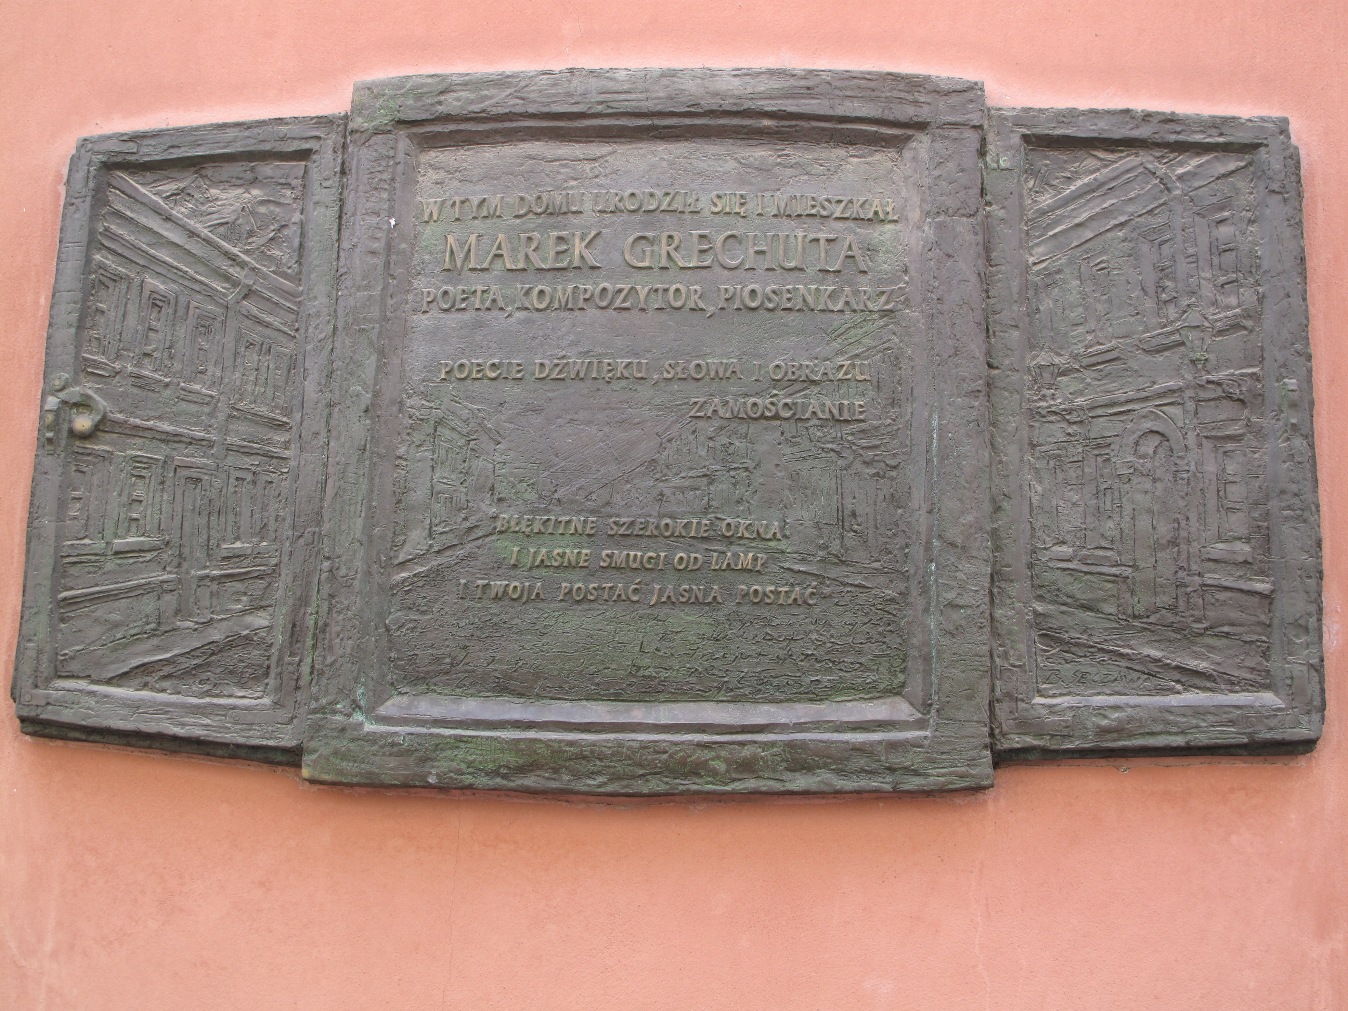 W TYM DOMU URODZIŁ SIĘ I MIESZKAŁ
MAREK GRECHUTA
POETA, KOMPOZYTOR, PIOSENKARZ
POECIE DŹWIĘKU, SŁOWA I OBRAZU
ZAMOŚCIANIE
BŁĘKITNE SZEROKIE OKNA
I JASNE SMUGI OD LAMP
I TWOJA POSTAĆ JASNA POSTAĆ